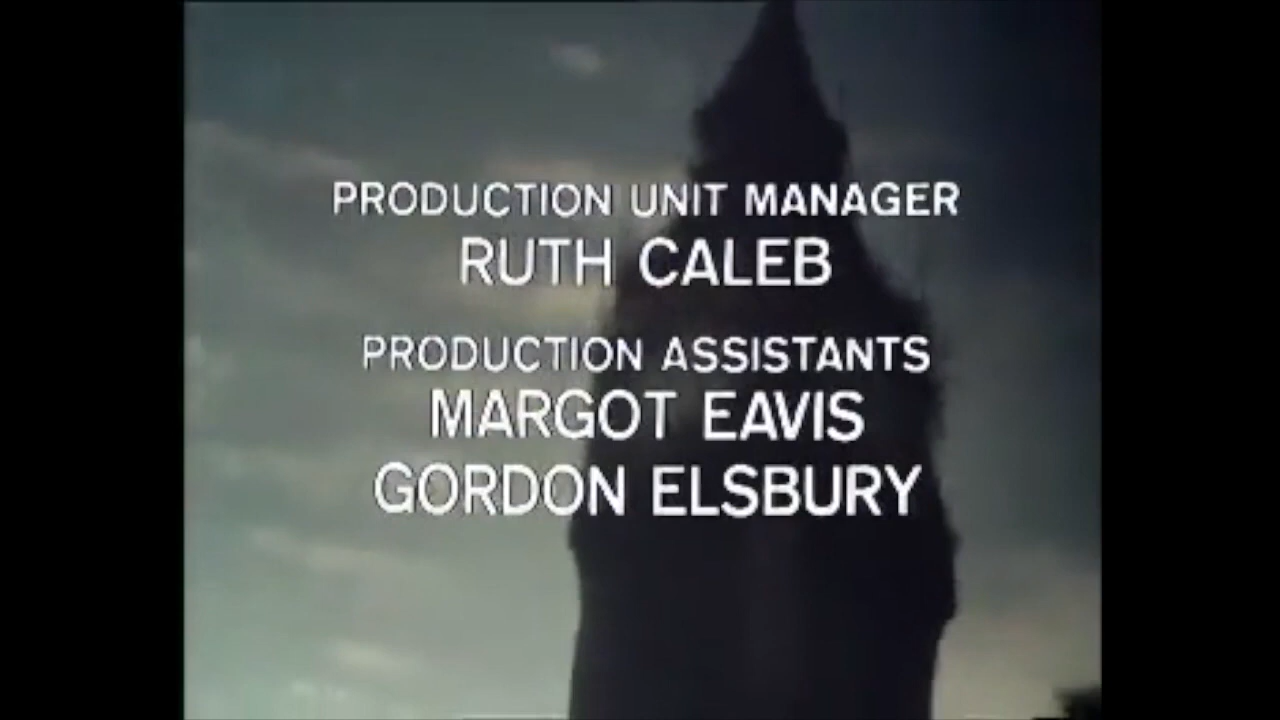 PRODUCTION UNIT MANAGER
RUTH CALEB
PRODUCTION ASSISTANTS
MARGOT EAVIS
GORDON ELSBURY